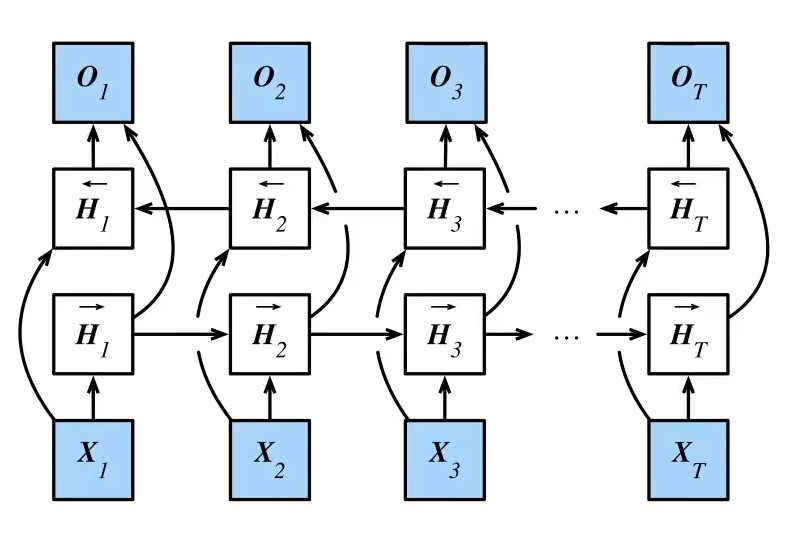 O1 O2 O3 OT
←H1 ←H2 ←H3 … ←HT
→H1 →H2 →H3 … →HT
X1 X2 X3 XT